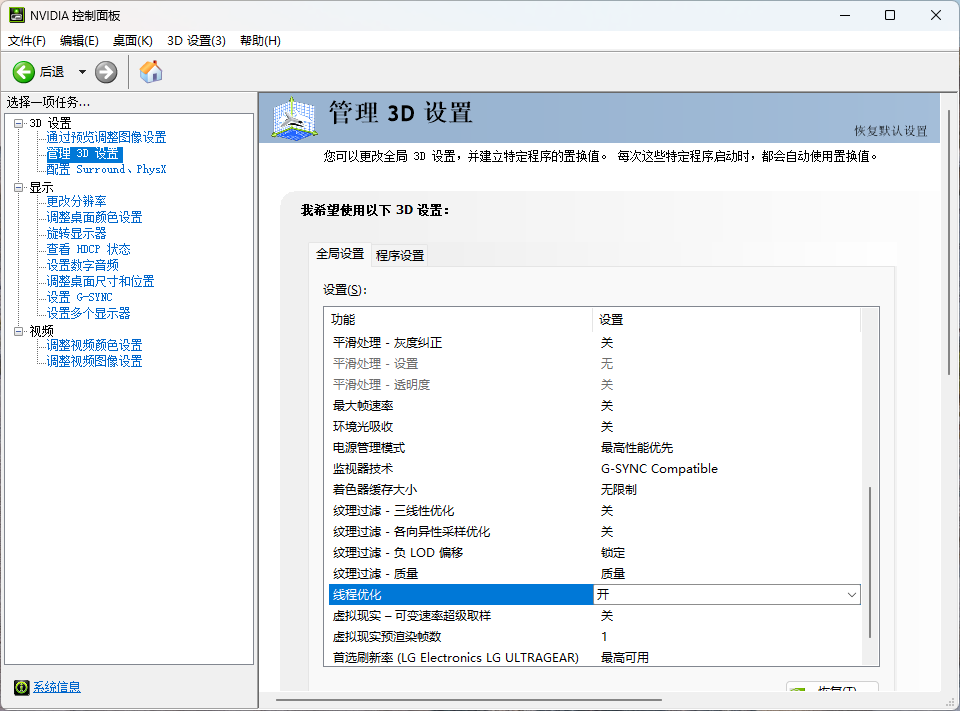 NVIDIA 控制面板
文件(F) 编辑(E) 桌面(K) 3D 设置(3) 帮助(H)
后退
选择一项任务...
3D 设置
通过预览调整图像设置
管理 3D 设置
配置 Surround、PhysX
显示
更改分辨率
调整桌面颜色设置
旋转显示器
查看 HDCP 状态
设置数字音频
调整桌面尺寸和位置
设置 G-SYNC
设置多个显示器
视频
调整视频颜色设置
调整视频图像设置
系统信息
管理 3D 设置
恢复默认设置
您可以更改全局 3D 设置，并建立特定程序的置换值。 每次这些特定程序启动时，都会自动使用置换值。
我希望使用以下 3D 设置：
全局设置 程序设置
设置(S)：
功能 设置
平滑处理 - 灰度纠正 关
平滑处理 - 设置 无
平滑处理 - 透明度 关
最大帧速率 关
环境光吸收 关
电源管理模式 最高性能优先
监视器技术 G-SYNC Compatible
着色器缓存大小 无限制
纹理过滤 - 三线性优化 关
纹理过滤 - 各向异性采样优化 关
纹理过滤 - 负 LOD 偏移 锁定
纹理过滤 - 质量 质量
线程优化 开
虚拟现实 – 可变速率超级取样 关
虚拟现实预渲染帧数 1
首选刷新率 (LG Electronics LG ULTRAGEAR) 最高可用
恢复(T)